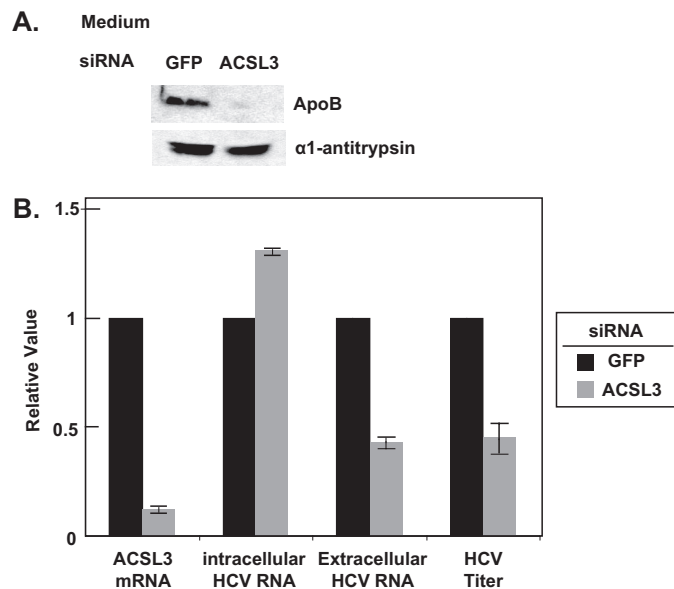 A. Medium
siRNA GFP ACSL3
ApoB
α1-antitrypsin
B.
1.5
1
0.5
0
Relative Value
ACSL3 mRNA
intracellular HCV RNA
Extracellular HCV RNA
HCV Titer
siRNA
GFP
ACSL3